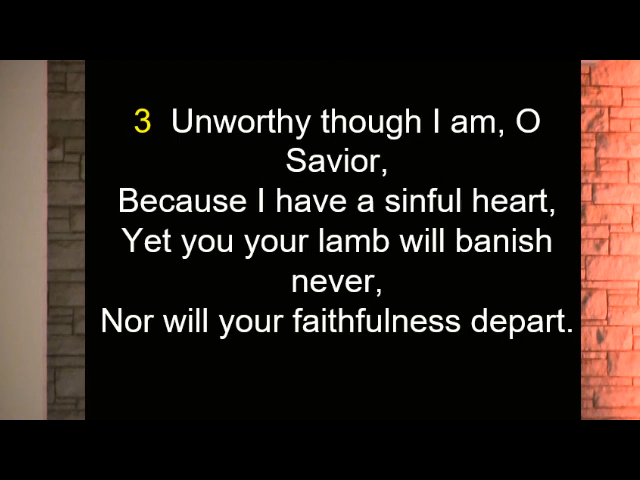 3 Unworthy though I am, O
Savior,
Because I have a sinful heart,
Yet you your lamb will banish
never,
Nor will your faithfulness depart.